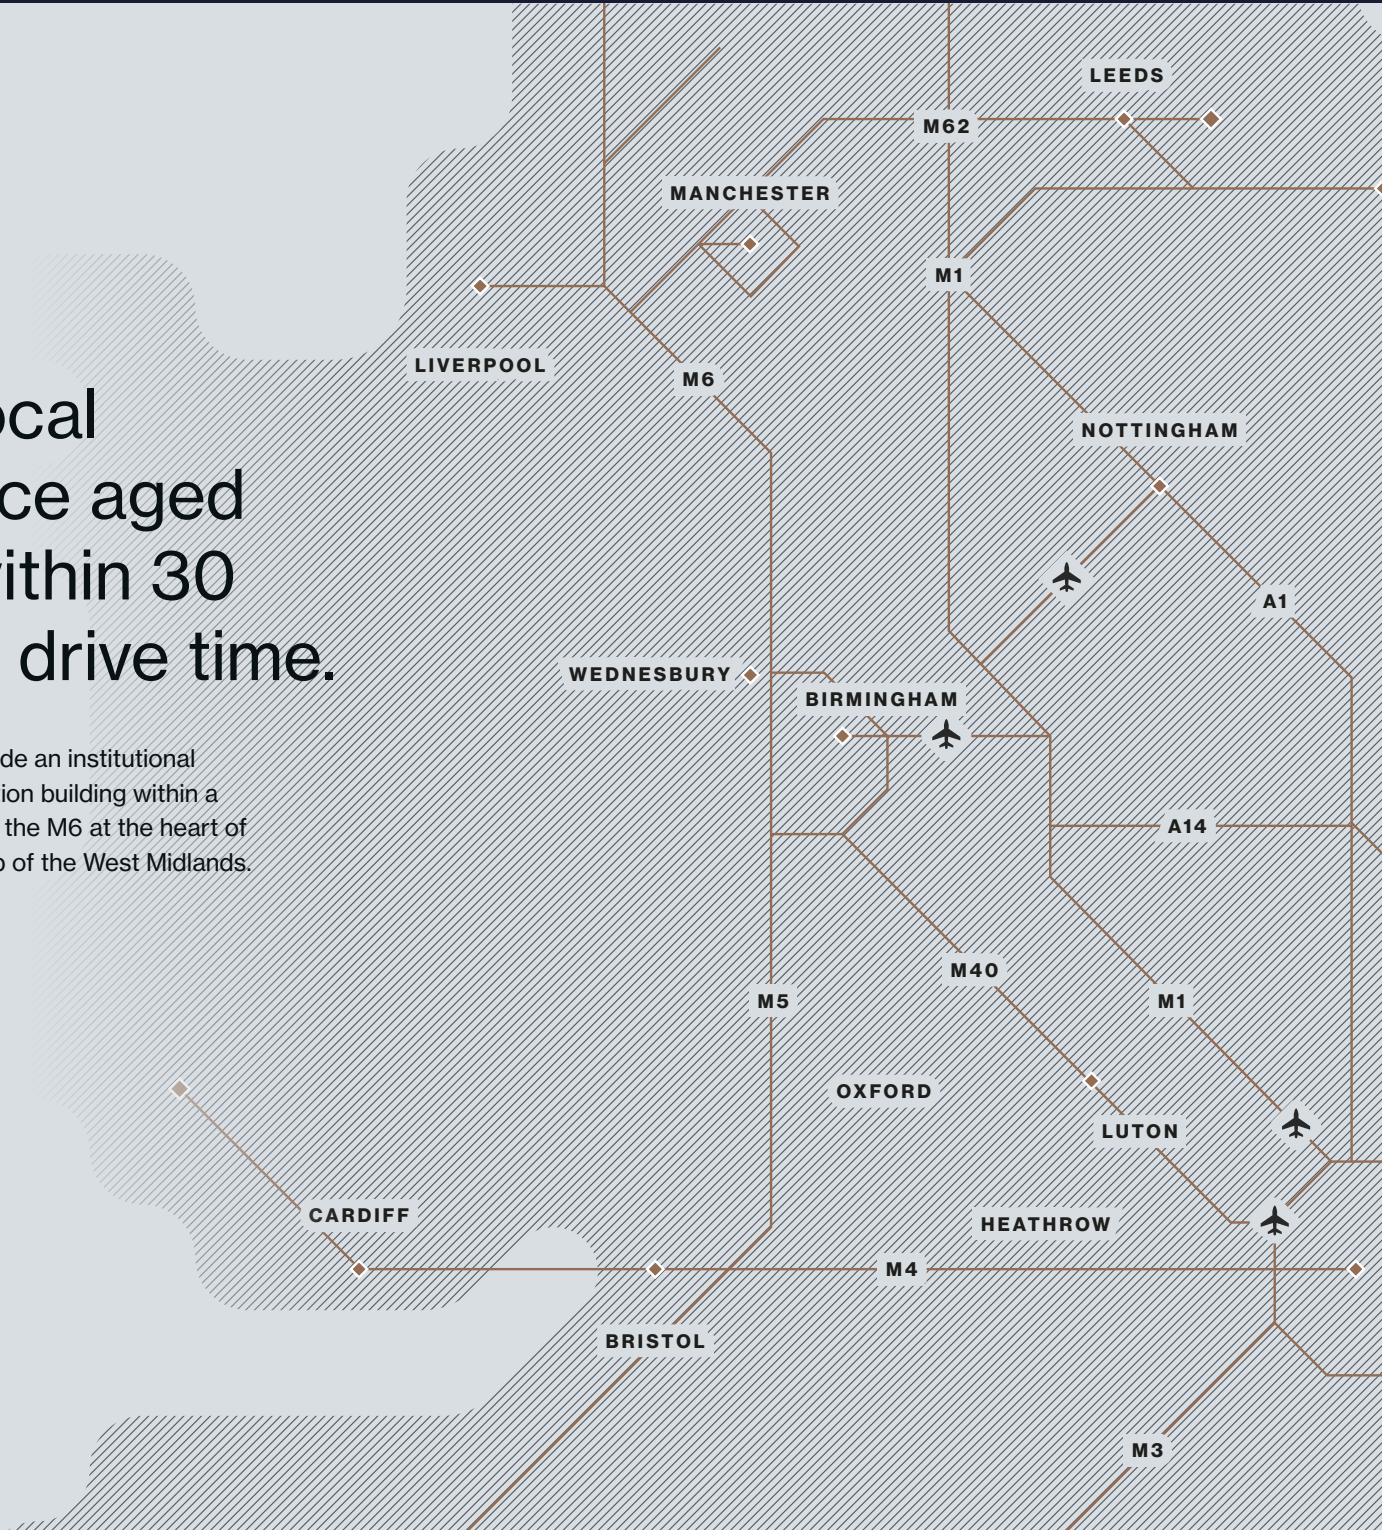 LEEDS
M62
MANCHESTER
M1
LIVERPOOL
M6
ocal
ce aged
within 30
drive time.
NOTTINGHAM
A1
WEDNESBURY
BIRMINGHAM
de an institutional
ion building within a
the M6 at the heart of
of the West Midlands.
A14
M40
M5
M1
OXFORD
LUTON
CARDIFF
HEATHROW
M4
BRISTOL
M3